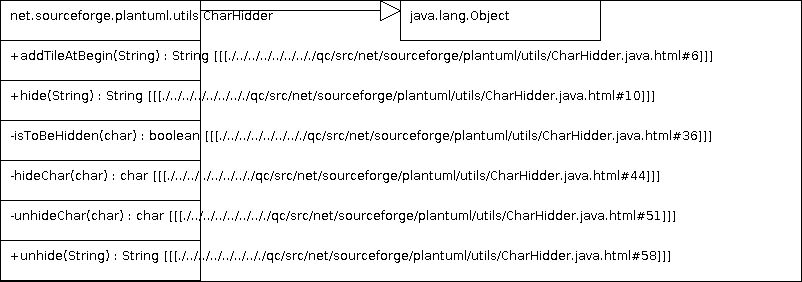 net.sourceforge.plantuml.utils.CharHidder
java.lang.Object
+addTileAtBegin(String) : String [[[./../../../../../../../qc/src/net/sourceforge/plantuml/utils/CharHidder.java.html#6]]]
+hide(String) : String [[[./../../../../../../../qc/src/net/sourceforge/plantuml/utils/CharHidder.java.html#10]]]
-isToBeHidden(char) : boolean [[[./../../../../../../../qc/src/net/sourceforge/plantuml/utils/CharHidder.java.html#36]]]
-hideChar(char) : char [[[./../../../../../../../qc/src/net/sourceforge/plantuml/utils/CharHidder.java.html#44]]]
-unhideChar(char) : char [[[./../../../../../../../qc/src/net/sourceforge/plantuml/utils/CharHidder.java.html#51]]]
+unhide(String) : String [[[./../../../../../../../qc/src/net/sourceforge/plantuml/utils/CharHidder.java.html#58]]]